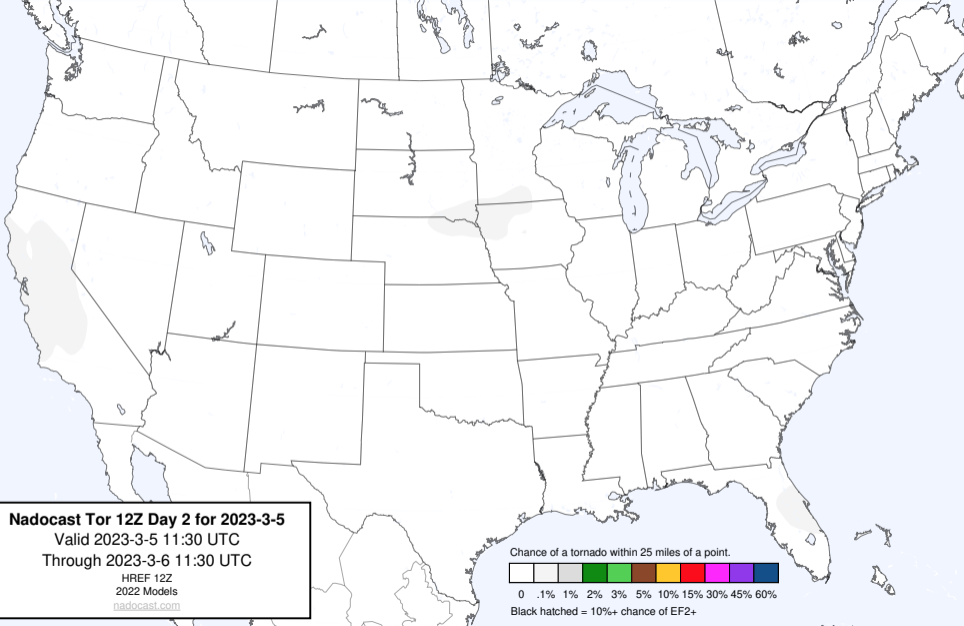 Nadocast Tor 12Z Day 2 for 2023-3-5
Valid 2023-3-5 11:30 UTC
Through 2023-3-6 11:30 UTC
HREF 12Z
2022 Models
nadocast.com
Chance of a tornado within 25 miles of a point.
0 .1% 1% 2% 3% 5% 10% 15% 30% 45% 60%
Black hatched = 10%+ chance of EF2+